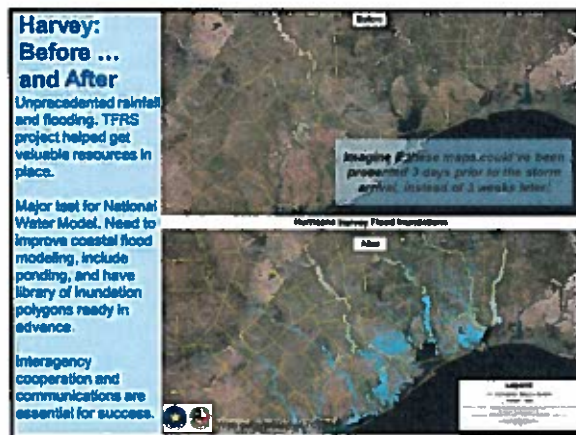 Harvey:
Before ...
and After
Unprecedented rainfall
and flooding. TFRS
project helped get
valuable resources in
place.
Major test for National
Water Model. Need to
improve coastal flood
modeling, include
ponding, and have
library of inundation
polygons ready in
advance.
Interagency
cooperation and
communications are
essential for success.
Before
Imagine if these maps could've been
presented 3 days prior to the storm
arrival, instead of 3 weeks later!
Hurricane Harvey Flood Inundations
After
Legend